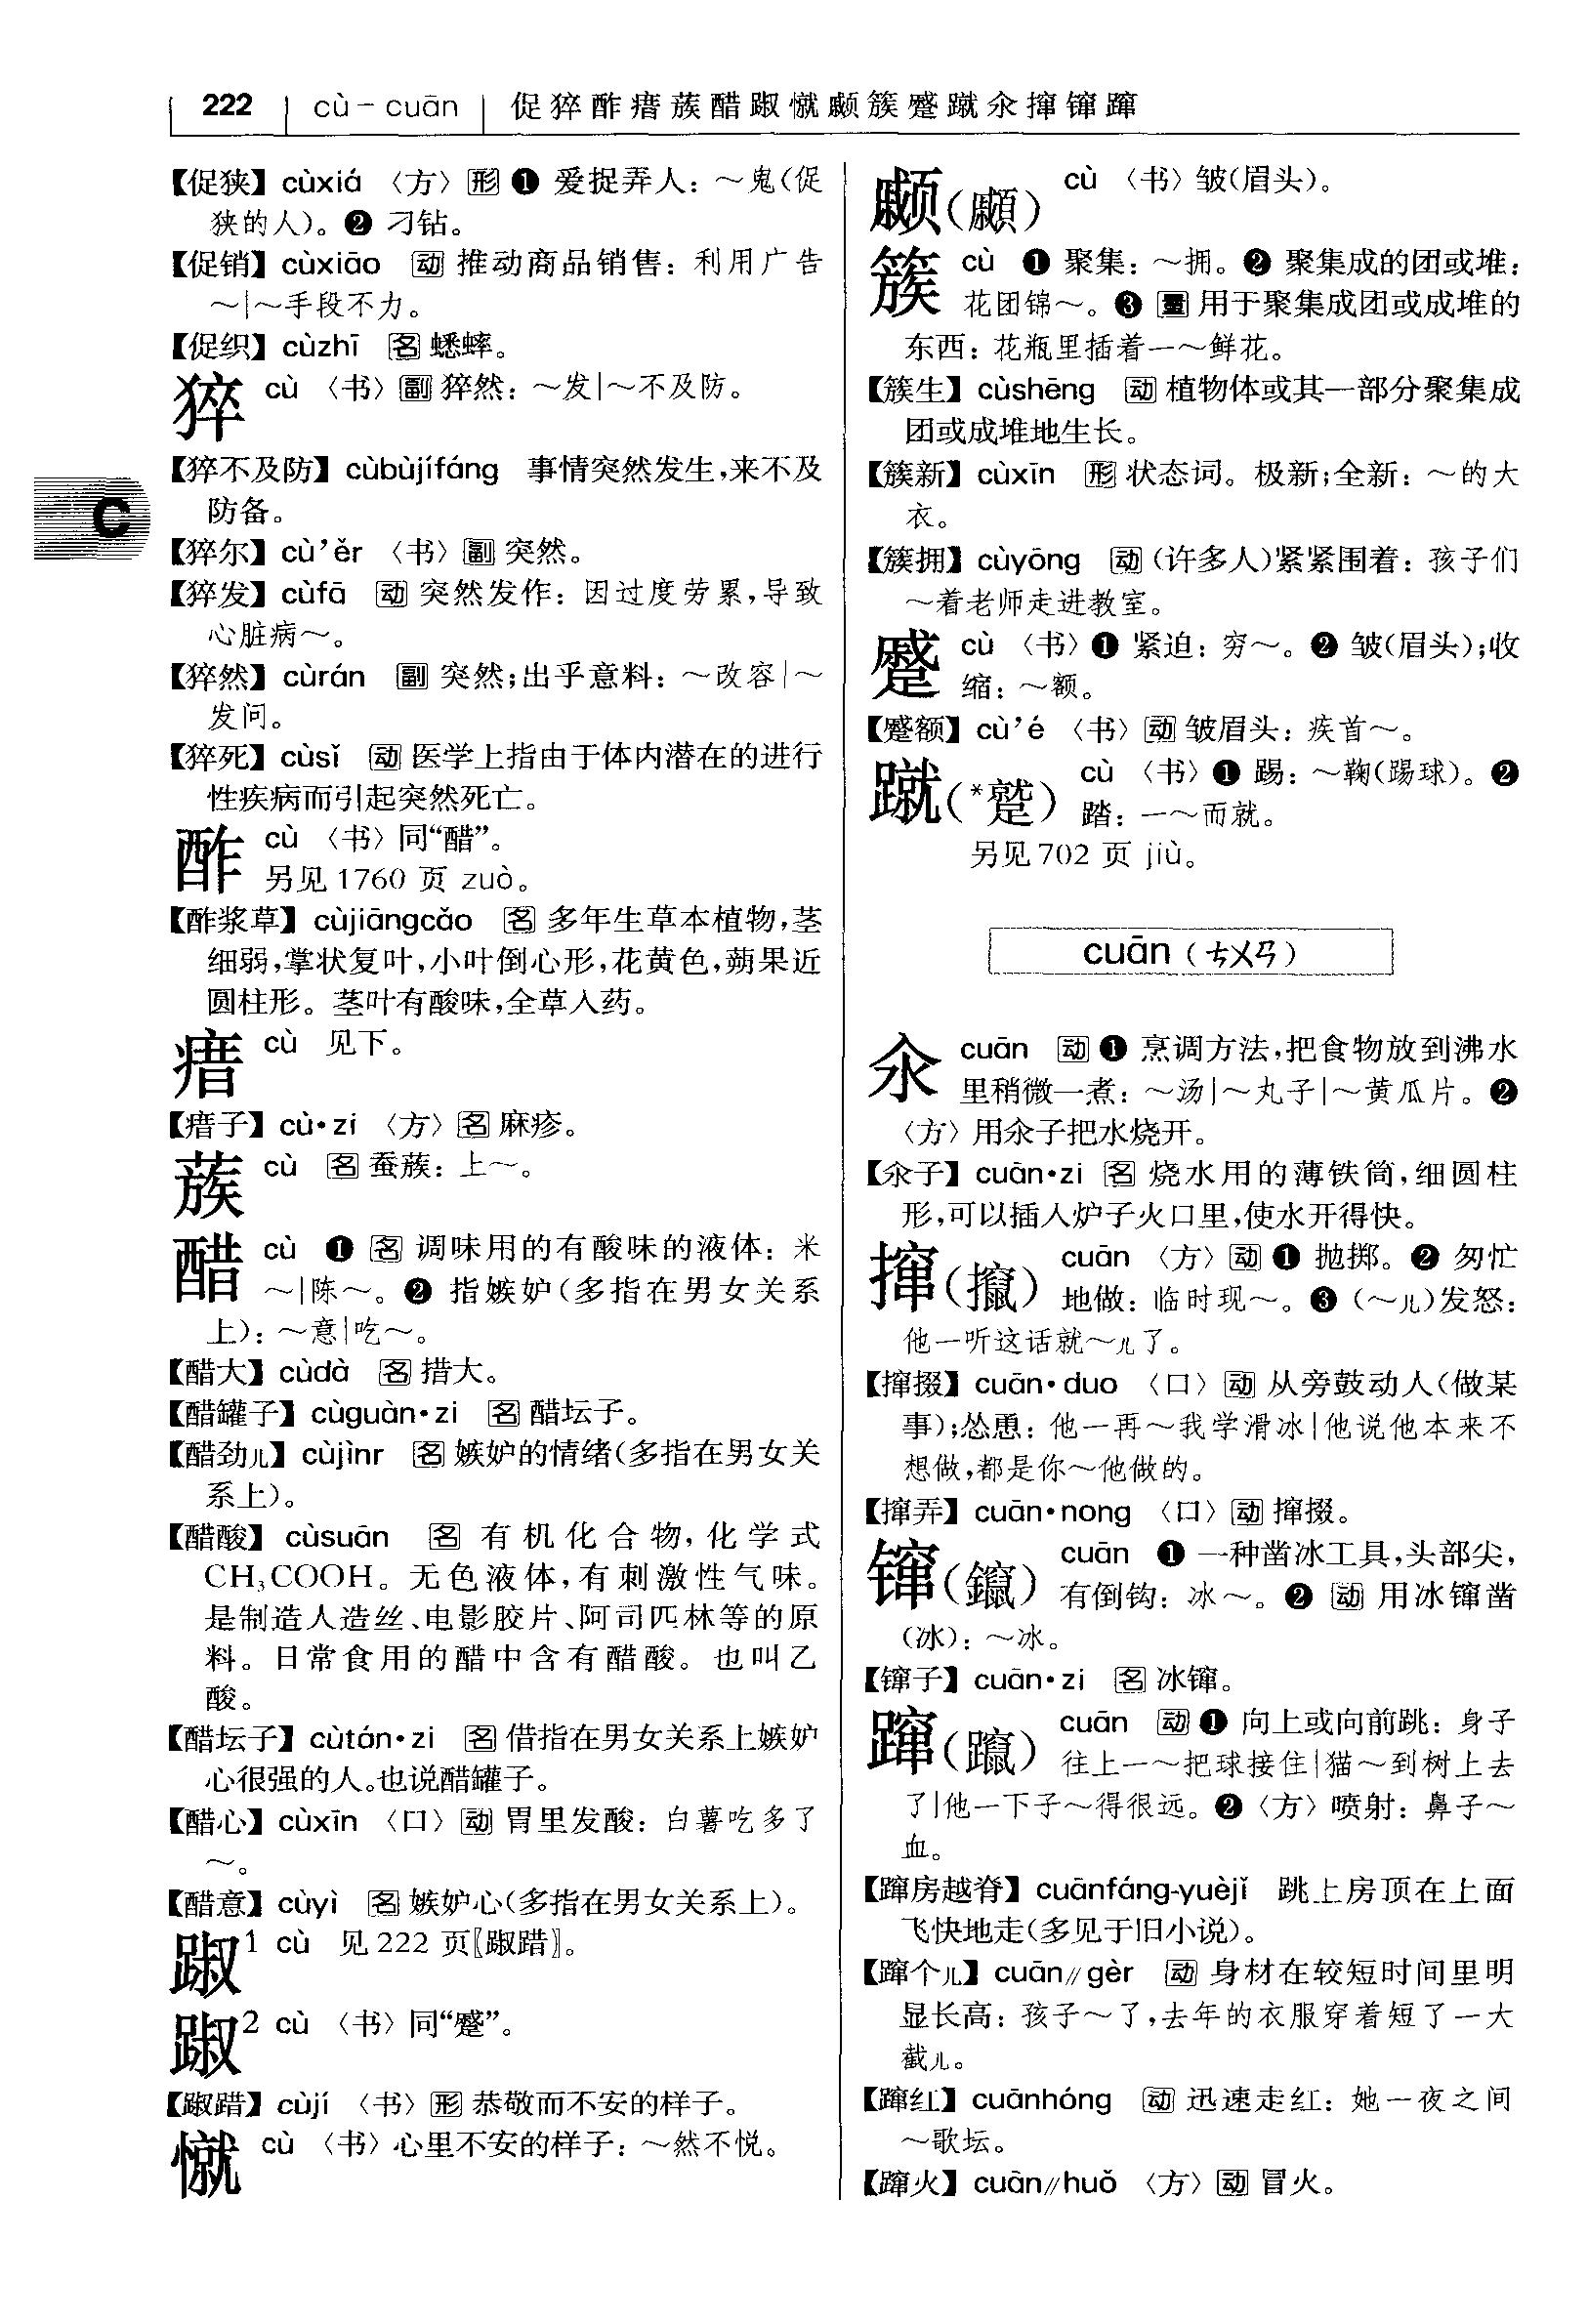 222 cù－cuān 促猝酢瘄蔟醋踧憱颇簇蹙蹴汆撺镩蹿
【促狭】cùxiá 〈方〉形❶ 爱捉弄人：～鬼（促
狭的人）。❷ 刁钻。
【促销】cùxiāo 动 推动商品销售：利用广告
～|～手段不力。
【促织】cùzhī 名 蟋蟀。
猝 cù 〈书〉副 猝然：～发|～不及防。
【猝不及防】cùbùjífáng 事情突然发生，来不及
防备。
C
【猝尔】cù’ěr 〈书〉副 突然。
【猝发】cùfā 动 突然发作：因过度劳累，导致
心脏病～。
【猝然】cùrán 副 突然；出乎意料：～改容|～
发问。
【猝死】cùsǐ 动 医学上指由于体内潜在的进行
性疾病而引起突然死亡。
酢 cù 〈书〉同“醋”。
另见1760 页 zuò。
【酢浆草】cùjiāngcǎo 名 多年生草本植物，茎
细弱，掌状复叶，小叶倒心形，花黄色，蒴果近
圆柱形。茎叶有酸味，全草入药。
瘄 cù 见下。
【瘄子】cù·zi 〈方〉名 麻疹。
蔟 cù 名 蚕蔟：上～。
醋 cù ❶ 名 调味用的有酸味的液体：米
～|陈～。❷ 指嫉妒（多指在男女关系
上）：～意|吃～。
【醋大】cùdà 名 措大。
【醋罐子】cùguàn·zi 名 醋坛子。
【醋劲儿】cùjìnr 名 嫉妒的情绪（多指在男女关
系上）。
【醋酸】cùsuān 名 有机化合物，化学式
CH₃COOH。无色液体，有刺激性气味。
是制造人造丝、电影胶片、阿司匹林等的原
料。日常食用的醋中含有醋酸。也叫乙
酸。
【醋坛子】cùtán·zi 名 借指在男女关系上嫉妒
心很强的人。也说醋罐子。
【醋心】cùxīn 〈口〉动 胃里发酸：白薯吃多了
～。
【醋意】cùyì 名 嫉妒心（多指在男女关系上）。
踧¹ cù 见222 页〖踧踖〗。
踧² cù 〈书〉同“蹙”。
【踧踖】cùjí 〈书〉形 恭敬而不安的样子。
憱 cù 〈书〉心里不安的样子：～然不悦。
cù 〈书〉皱（眉头）。
簇 cù ❶ 聚集：～拥。❷ 聚集成的团或堆：
花团锦～。❸ 量 用于聚集成团或成堆的
东西：花瓶里插着一～鲜花。
【簇生】cùshēng 动 植物体或其一部分聚集成
团或成堆地生长。
【簇新】cùxīn 形 状态词。极新；全新：～的大
衣。
【簇拥】cùyōng 动（许多人）紧紧围着：孩子们
～着老师走进教室。
蹙 cù 〈书〉❶ 紧迫：穷～。❷ 皱（眉头）；收
缩：～额。
【蹙额】cù’é 〈书〉动 皱眉头：疾首～。
蹴（*蹵） cù 〈书〉❶ 踢：～鞠（踢球）。❷
踏：一～而就。
另见702 页 jiù。
cuān（ㄘㄨㄢ）
汆 cuān 动❶ 烹调方法，把食物放到沸水
里稍微一煮：～汤|～丸子|～黄瓜片。❷
〈方〉用汆子把水烧开。
【汆子】cuān·zi 名 烧水用的薄铁筒，细圆柱
形，可以插入炉子火口里，使水开得快。
撺（攛） cuān 〈方〉动❶ 抛掷。❷ 匆忙
地做：临时现～。❸（～儿）发怒：
他一听这话就～儿了。
【撺掇】cuān·duo 〈口〉动 从旁鼓动人（做某
事）；怂恿：他一再～我学滑冰|他说他本来不
想做，都是你～他做的。
【撺弄】cuān·nong 〈口〉动 撺掇。
镩（鑹） cuān ❶ 一种凿冰工具，头部尖，
有倒钩：冰～。❷ 动 用冰镩凿
（冰）：～冰。
【镩子】cuān·zi 名 冰镩。
蹿（躥） cuān 动❶ 向上或向前跳：身子
往上一～把球接住|猫～到树上去
了|他一下子～得很远。❷〈方〉喷射：鼻子～
血。
【蹿房越脊】cuānfáng-yuèjǐ 跳上房顶在上面
飞快地走（多见于旧小说）。
【蹿个儿】cuān//gèr 动 身材在较短时间里明
显长高：孩子～了，去年的衣服穿着短了一大
截儿。
【蹿红】cuānhóng 动 迅速走红：她一夜之间
～歌坛。
【蹿火】cuān//huǒ 〈方〉动 冒火。